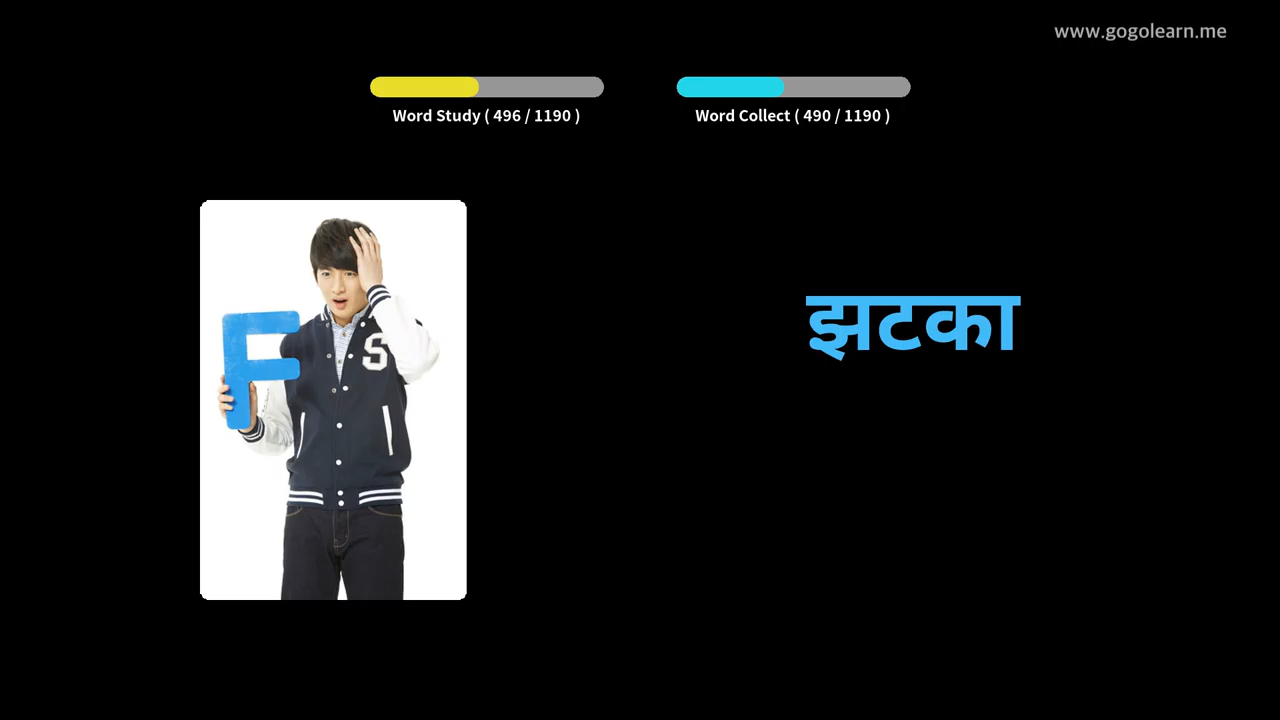 www.gogolearn.me
Word Study ( 496 / 1190 )
Word Collect ( 490 / 1190 )
F
S
झटका